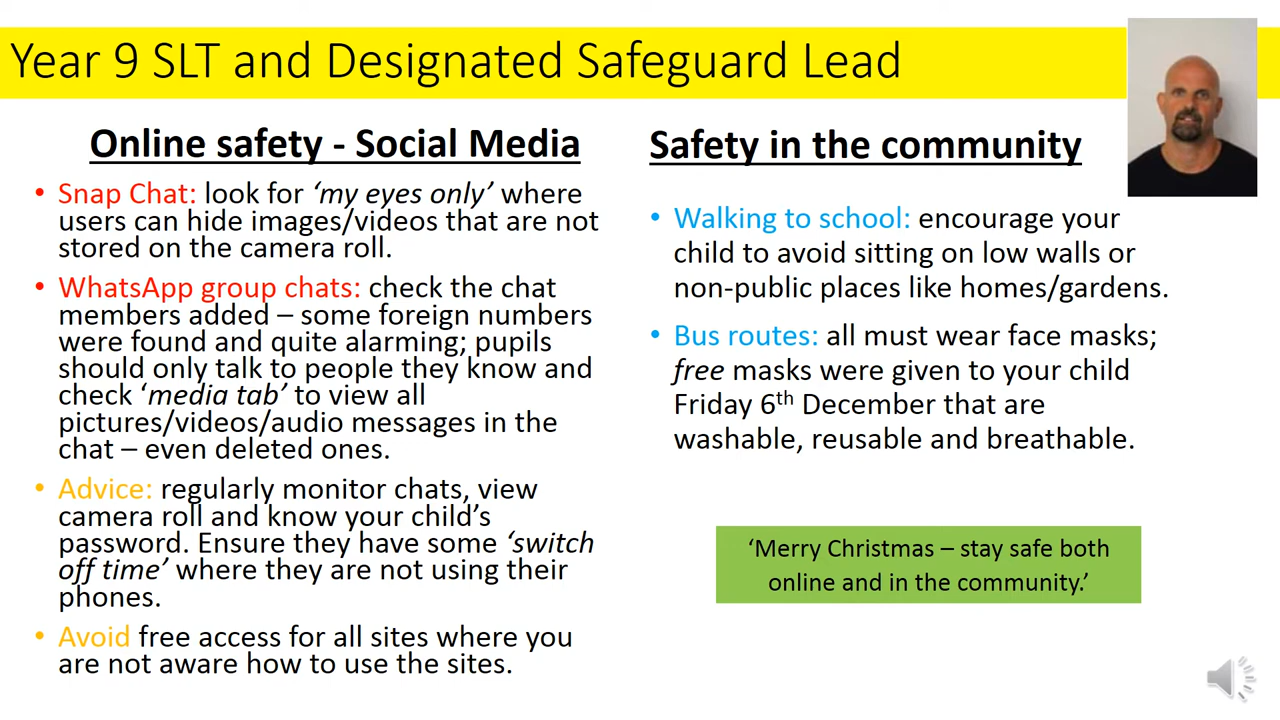 Year 9 SLT and Designated Safeguard Lead
Online safety - Social Media
• Snap Chat: look for ‘my eyes only’ where
users can hide images/videos that are not
stored on the camera roll.
• WhatsApp group chats: check the chat
members added – some foreign numbers
were found and quite alarming; pupils
should only talk to people they know and
check ‘media tab’ to view all
pictures/videos/audio messages in the
chat – even deleted ones.
• Advice: regularly monitor chats, view
camera roll and know your child’s
password. Ensure they have some ‘switch
off time’ where they are not using their
phones.
• Avoid free access for all sites where you
are not aware how to use the sites.
Safety in the community
• Walking to school: encourage your
child to avoid sitting on low walls or
non-public places like homes/gardens.
• Bus routes: all must wear face masks;
free masks were given to your child
Friday 6th December that are
washable, reusable and breathable.
‘Merry Christmas – stay safe both
online and in the community.’